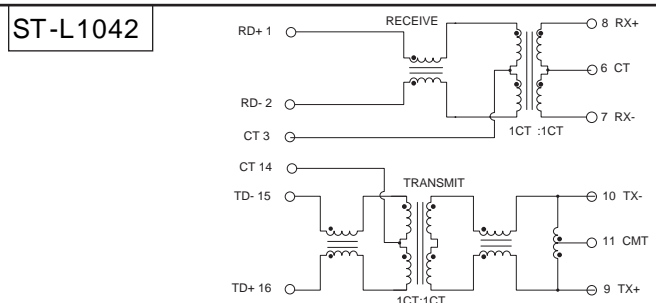 ST-L1042
RECEIVE
RD+ 1
8 RX+
6 CT
RD- 2
7 RX-
1CT :1CT
CT 3
CT 14
TRANSMIT
TD- 15
10 TX-
11 CMT
TD+ 16
9 TX+
1CT:1CT